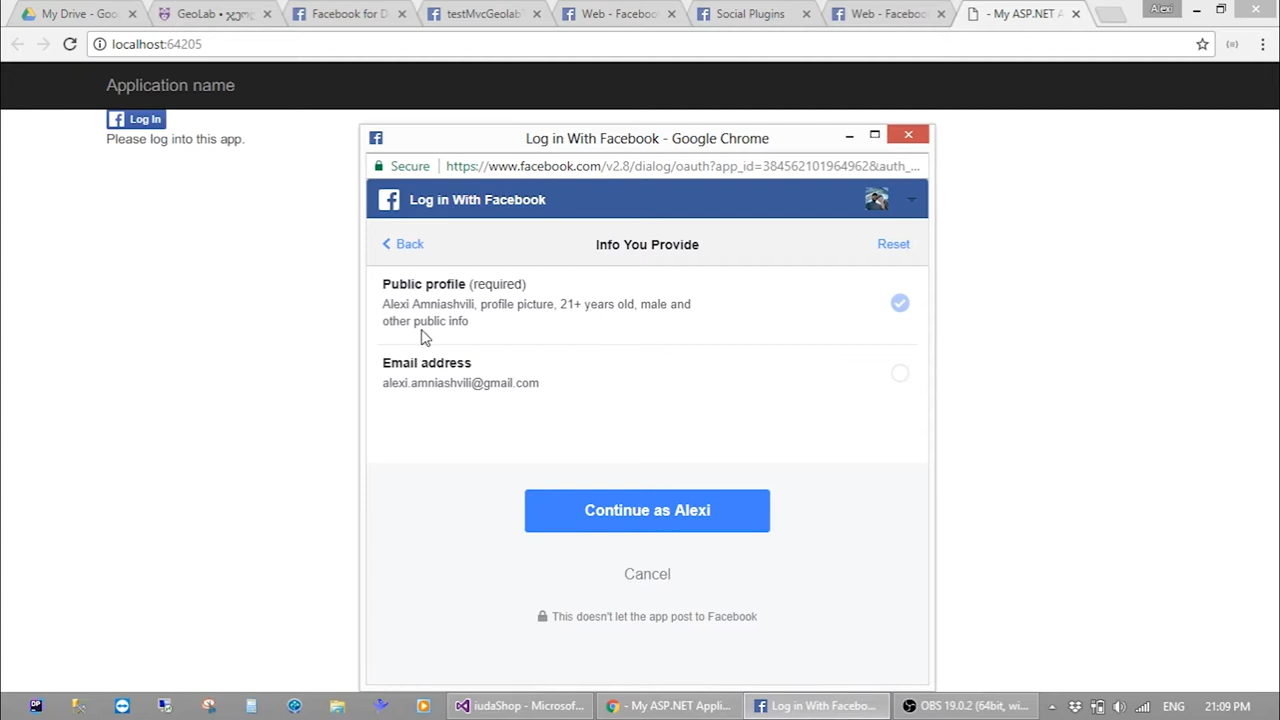 My Drive - Goo
GeoLab •
Facebook for D
testMvcGeolab
Web - Faceboo
Social Plugins
Web - Faceboo
- My ASP.NET A
Alexi
localhost:64205
Application name
Log In
Please log into this app.
Log in With Facebook - Google Chrome
Secure https://www.facebook.com/v2.8/dialog/oauth?app_id=384562101964962&auth_...
Log in With Facebook
Back
Info You Provide
Reset
Public profile (required)
Alexi Amniashvili, profile picture, 21+ years old, male and
other public info
Email address
alexi.amniashvili@gmail.com
Continue as Alexi
Cancel
This doesn't let the app post to Facebook
iudaShop - Microsof...
- My ASP.NET Appli...
Log in With Facebo...
OBS 19.0.2 (64bit, wi...
ENG
21:09 PM